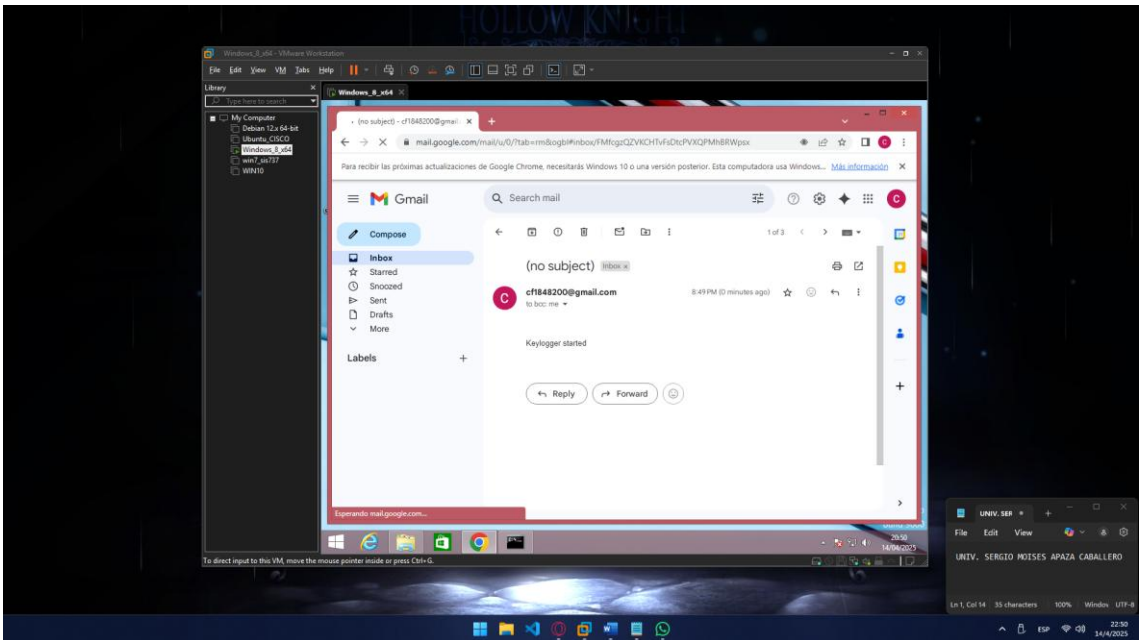 HOLLOW KNIGHT
Windows_8_x64 - VMware Workstation
File Edit View VM Tabs Help
Library
Type here to search
My Computer
Debian 12.x 64-bit
Ubuntu_CISCO
Windows_8_x64
win7_sis737
WIN10
Windows_8_x64
(no subject) - cf1848200@gmail.
mail.google.com/mail/u/0/?tab=rm&ogbl#inbox/FMfcgzQZVKCHTvFsDtcPVXQPMhBRWpsx
Para recibir las próximas actualizaciones de Google Chrome, necesitarás Windows 10 o una versión posterior. Esta computadora usa Windows... Más información
Gmail
Search mail
C
Compose
Inbox
Starred
Snoozed
Sent
Drafts
More
Labels
1 of 3
(no subject) Inbox x
C
cf1848200@gmail.com
8:49 PM (0 minutes ago)
to bcc: me
Keylogger started
Reply
Forward
Esperando mail.google.com...
20:50
14/04/2025
To direct input to this VM, move the mouse pointer inside or press Ctrl+G.
UNIV. SER
File Edit View
UNIV. SERGIO MOISES APAZA CABALLERO
Ln 1, Col 14 35 characters 100% Window UTF-8
ESP
22:50
14/4/2025